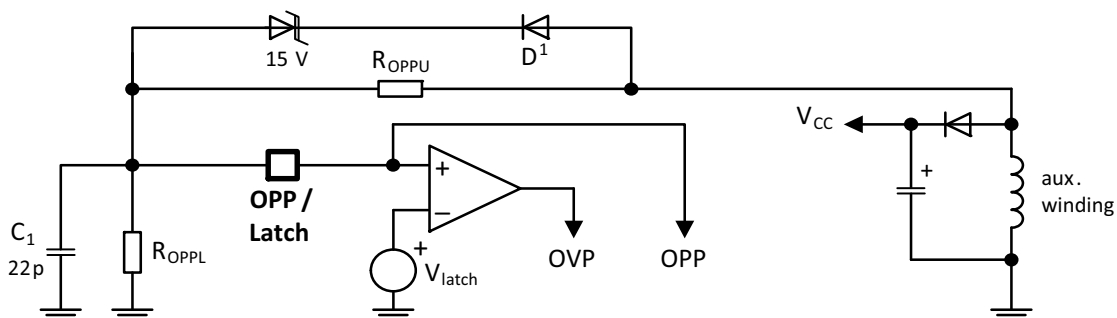 15 V
D1
ROPPU
VCC
+
aux.
winding
OPP /
Latch
+
−
C1
22p
ROPPL
+
Vlatch
OVP
OPP